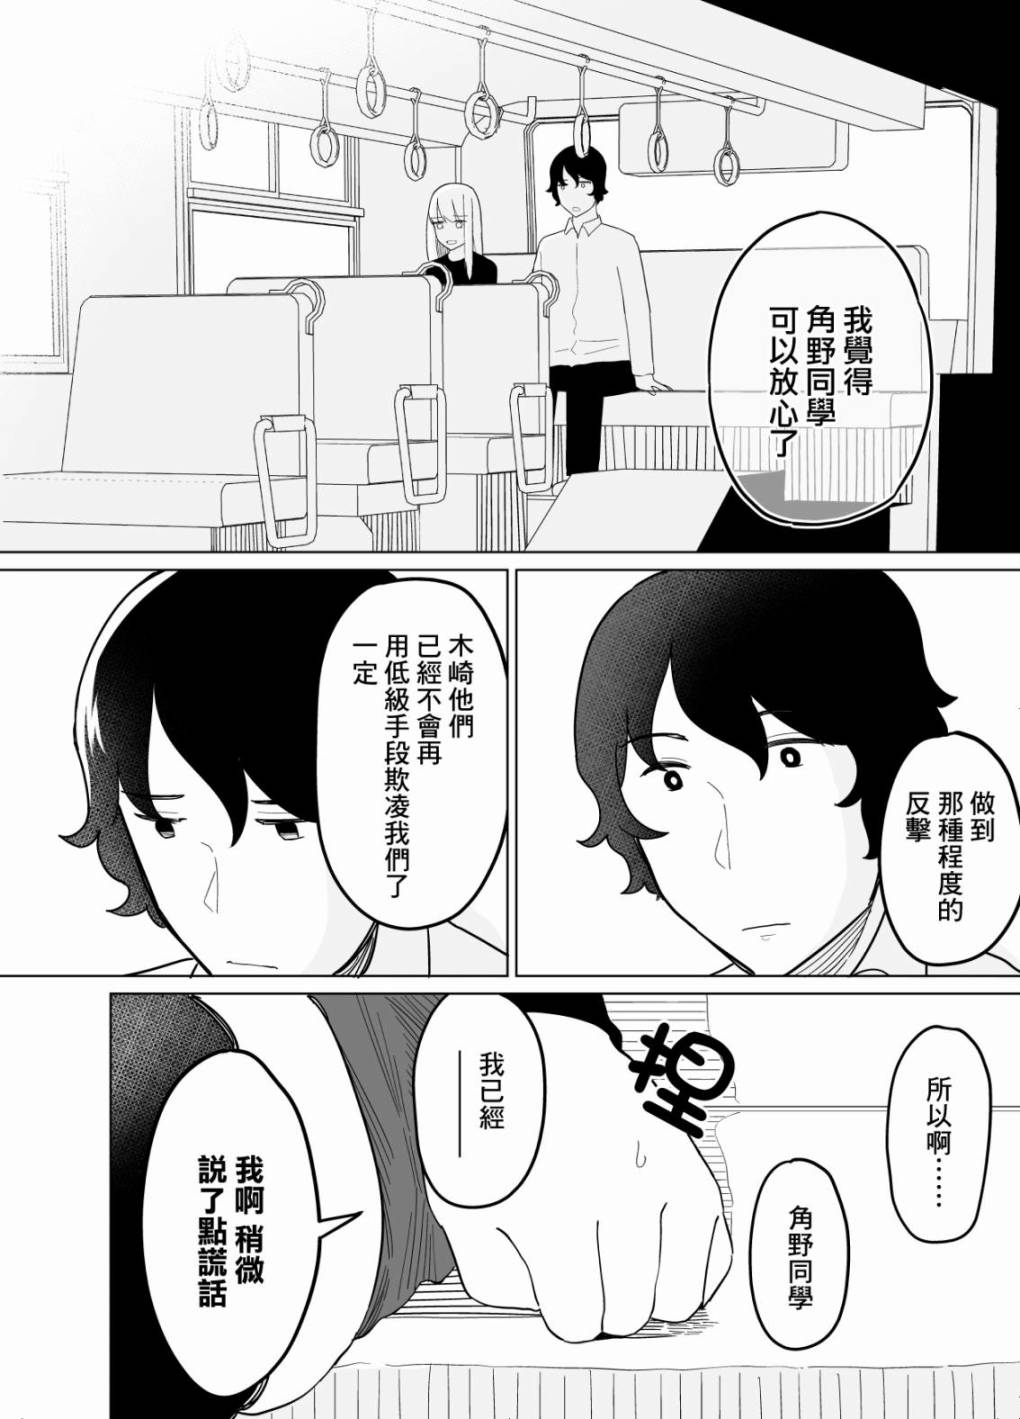 我覺得
角野同學
可以放心了
做到
那種程度的
反擊
木崎他們
已經不會再
用低級手段欺凌我們了
一定
所以啊……
角野同學
捏
我已經
——
我啊 稍微
説了點謊話